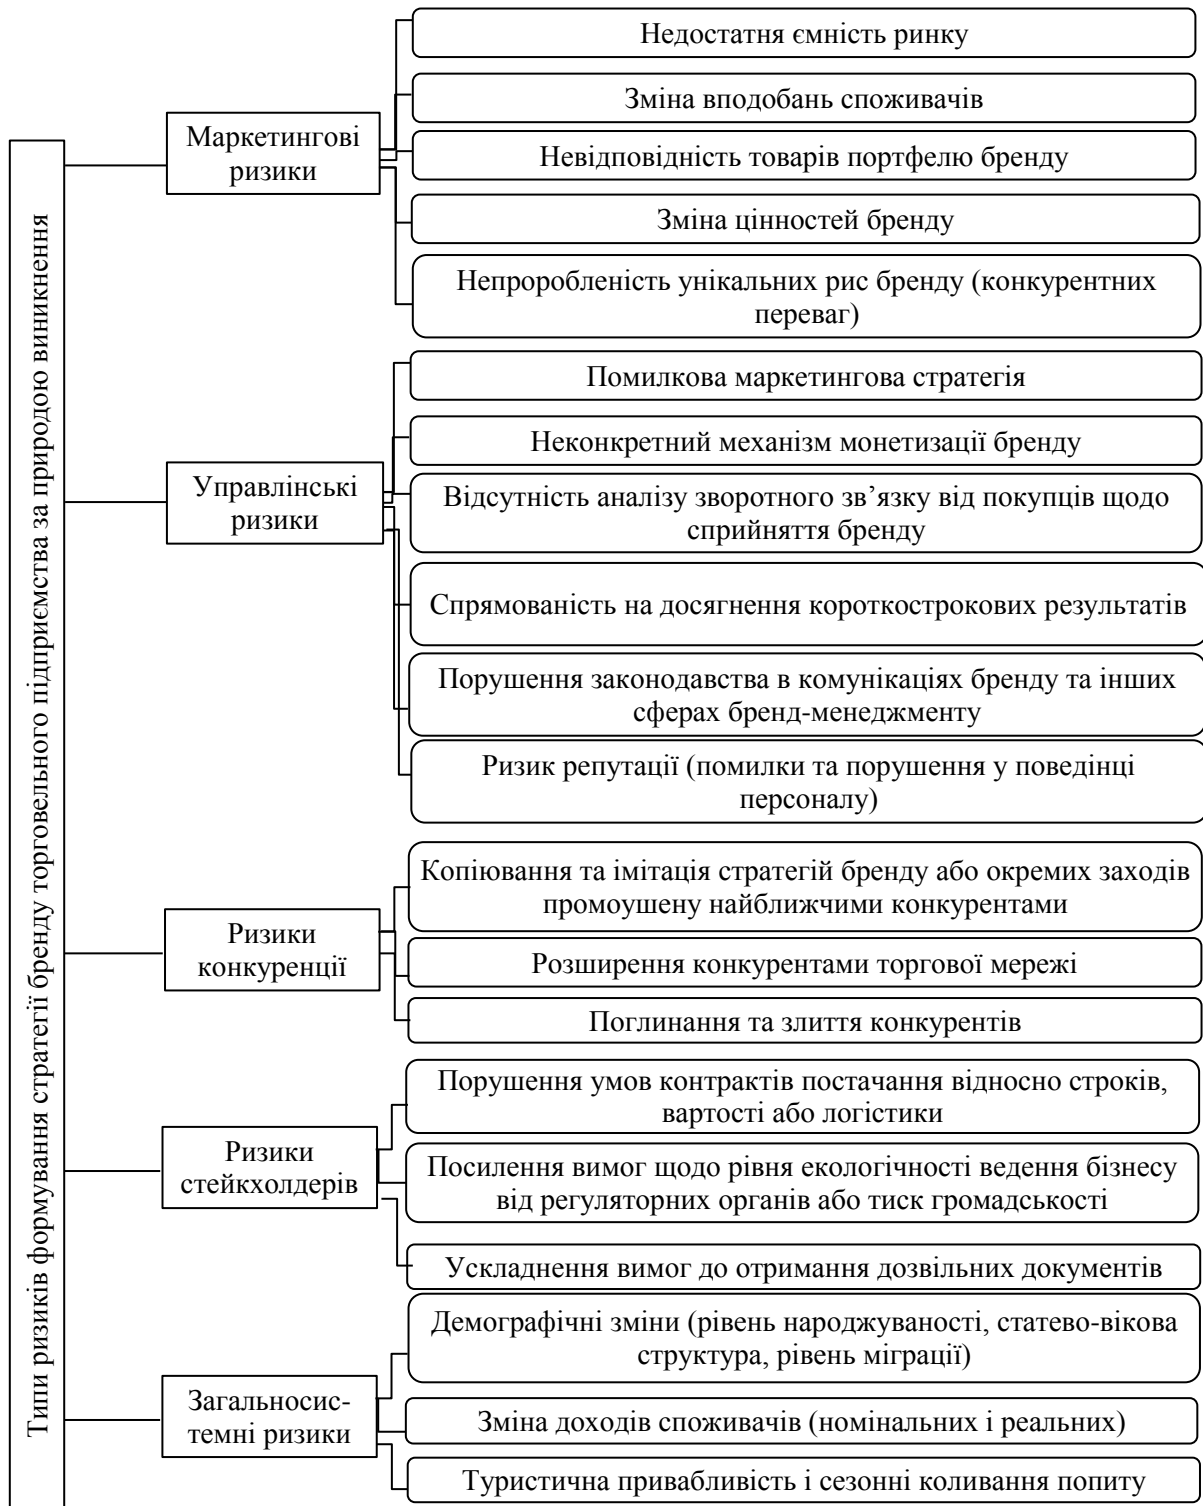 Типи ризиків формування стратегії бренду торговельного підприємства за природою виникнення
Маркетингові
ризики
Недостатня ємність ринку
Зміна вподобань споживачів
Невідповідність товарів портфелю бренду
Зміна цінностей бренду
Непроробленість унікальних рис бренду (конкурентних
переваг)
Управлінські
ризики
Помилкова маркетингова стратегія
Неконкретний механізм монетизації бренду
Відсутність аналізу зворотного зв’язку від покупців щодо
сприйняття бренду
Спрямованість на досягнення короткострокових результатів
Порушення законодавства в комунікаціях бренду та інших
сферах бренд-менеджменту
Ризик репутації (помилки та порушення у поведінці
персоналу)
Ризики
конкуренції
Копіювання та імітація стратегій бренду або окремих заходів
промоушену найближчими конкурентами
Розширення конкурентами торгової мережі
Поглинання та злиття конкурентів
Ризики
стейкхолдерів
Порушення умов контрактів постачання відносно строків,
вартості або логістики
Посилення вимог щодо рівня екологічності ведення бізнесу
від регуляторних органів або тиск громадськості
Ускладнення вимог до отримання дозвільних документів
Загальносис-
темні ризики
Демографічні зміни (рівень народжуваності, статево-вікова
структура, рівень міграції)
Зміна доходів споживачів (номінальних і реальних)
Туристична привабливість і сезонні коливання попиту